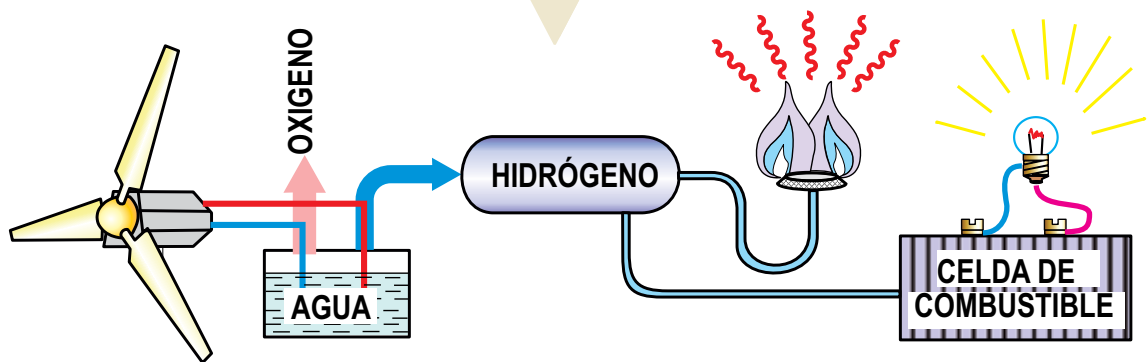 OXIGENO
AGUA
HIDRÓGENO
CELDA DE
COMBUSTIBLE